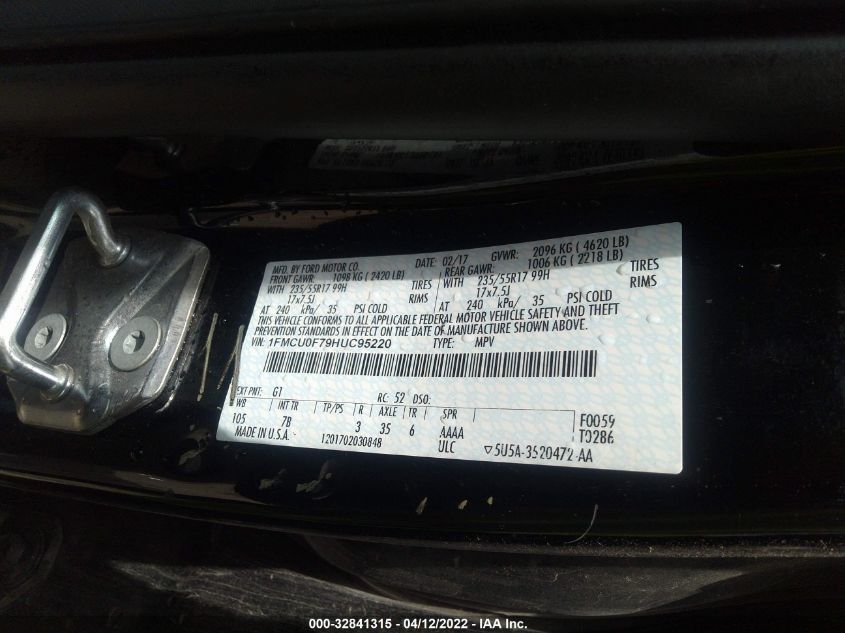 MFD. BY FORD MOTOR CO.
DATE: 02/17
GVWR: 2096 KG ( 4620 LB)
FRONT GAWR: 1098 KG ( 2420 LB)
REAR GAWR: 1006 KG ( 2218 LB)
WITH 235/55R17 99H TIRES
WITH 235/55R17 99H TIRES
17x7.5J RIMS
17x7.5J RIMS
AT 240 kPa/ 35 PSI COLD
AT 240 kPa/ 35 PSI COLD
THIS VEHICLE CONFORMS TO ALL APPLICABLE FEDERAL MOTOR VEHICLE SAFETY AND THEFT
PREVENTION STANDARDS IN EFFECT ON THE DATE OF MANUFACTURE SHOWN ABOVE.
VIN: 1FMCU0F79HUC95220
TYPE: MPV
EXT PNT: G1 RC: 52 DSO:
WB INT TR TP/PS R AXLE TR SPR
105 7B 3 35 6 AAAA
F0059
T0286
MADE IN U.S.A. 1201702030848 ULC
▽5U5A-3520472-AA
000-32841315 - 04/12/2022 - IAA Inc.